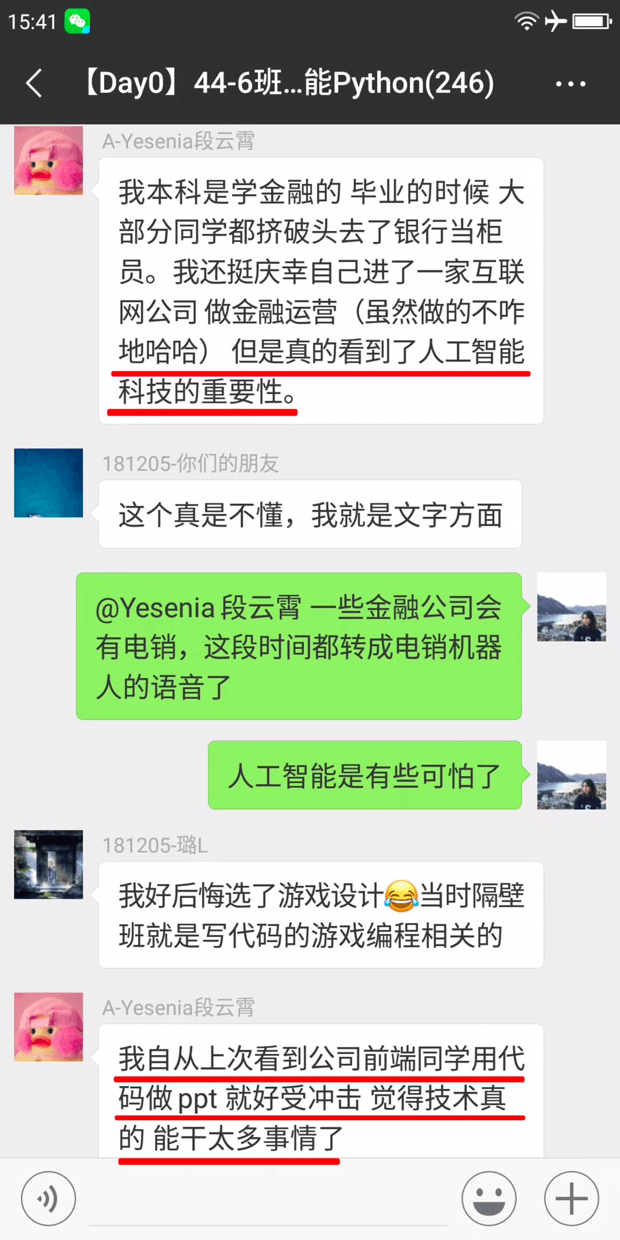 15:41
【Day0】44-6班...能Python(246)
A-Yesenia段云霄
我本科是学金融的 毕业的时候 大
部分同学都挤破头去了银行当柜
员。我还挺庆幸自己进了一家互联
网公司 做金融运营（虽然做的不咋
地哈哈） 但是真的看到了人工智能
科技的重要性。
181205-你们的朋友
这个真是不懂，我就是文字方面
@Yesenia段云霄 一些金融公司会
有电销，这段时间都转成电销机器
人的语音了
人工智能是有些可怕了
181205-璐L
我好后悔选了游戏设计😂当时隔壁
班就是写代码的游戏编程相关的
A-Yesenia段云霄
我自从上次看到公司前端同学用代
码做ppt 就好受冲击 觉得技术真
的 能干太多事情了